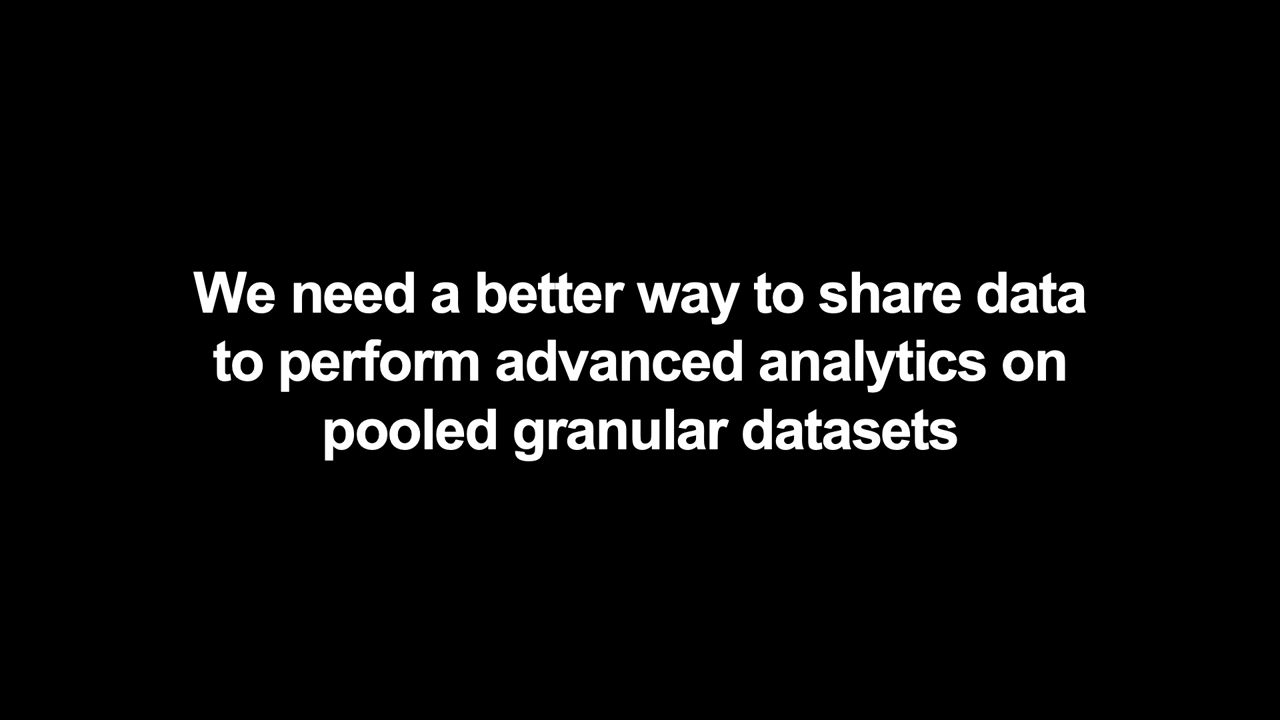 We need a better way to share data
to perform advanced analytics on
pooled granular datasets